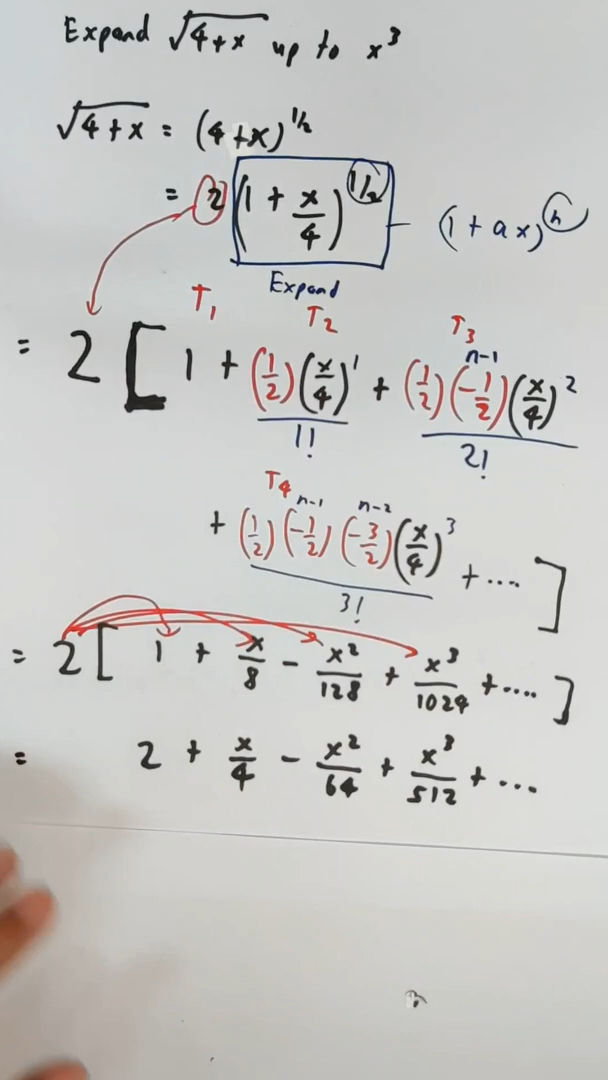 Expand √(4+x) up to x³
√(4+x) = (4+x)^1/2
= 2(1 + x/4)^1/2 – (1 + ax)^n
Expand
T₁ T₂ T₃
= 2[1 + (1/2)(x/4)¹/1! + (1/2)(-1/2)(x/4)²/2!
n-1
T₄ n-1 n-2
+ (1/2)(-1/2)(-3/2)(x/4)³/3! + ....]
= 2[1 + x/8 - x²/128 + x³/1024 + ....]
= 2 + x/4 - x²/64 + x³/512 + ...